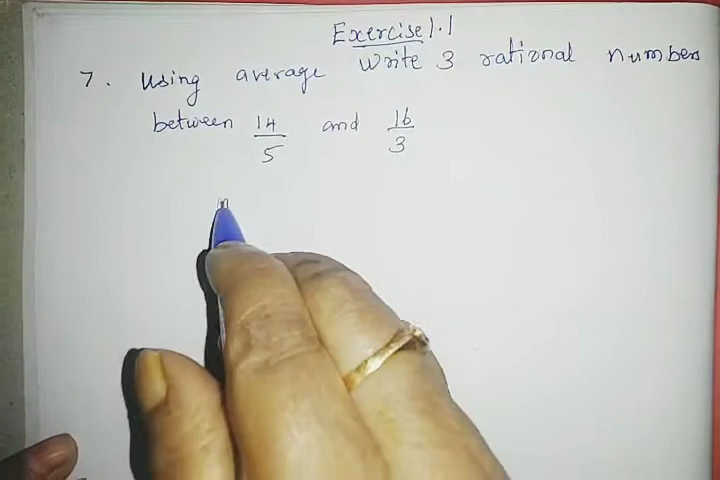 Exercise 1.1
7. Using average write 3 rational numbers
between 14/5 and 16/3